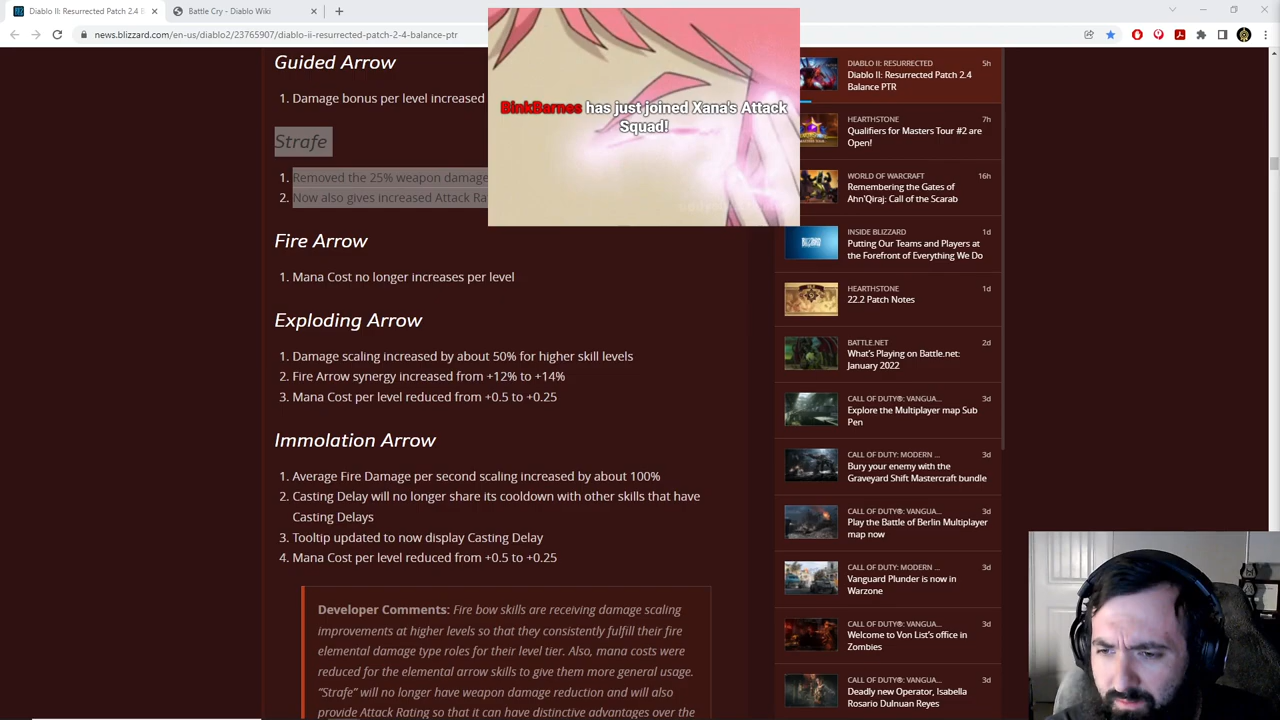 Diablo II: Resurrected Patch 2.4 B
Battle Cry - Diablo Wiki
news.blizzard.com/en-us/diablo2/23765907/diablo-ii-resurrected-patch-2-4-balance-ptr
Guided Arrow
1. Damage bonus per level increased
Strafe
1. Removed the 25% weapon damage
2. Now also gives increased Attack Rat
BinkBarnes has just joined Xana's Attack
Squad!
Fire Arrow
1. Mana Cost no longer increases per level
Exploding Arrow
1. Damage scaling increased by about 50% for higher skill levels
2. Fire Arrow synergy increased from +12% to +14%
3. Mana Cost per level reduced from +0.5 to +0.25
Immolation Arrow
1. Average Fire Damage per second scaling increased by about 100%
2. Casting Delay will no longer share its cooldown with other skills that have
Casting Delays
3. Tooltip updated to now display Casting Delay
4. Mana Cost per level reduced from +0.5 to +0.25
Developer Comments: Fire bow skills are receiving damage scaling
improvements at higher levels so that they consistently fulfill their fire
elemental damage type roles for their level tier. Also, mana costs were
reduced for the elemental arrow skills to give them more general usage.
“Strafe” will no longer have weapon damage reduction and will also
provide Attack Rating so that it can have distinctive advantages over the
DIABLO II: RESURRECTED 5h
Diablo II: Resurrected Patch 2.4
Balance PTR
HEARTHSTONE 7h
Qualifiers for Masters Tour #2 are
Open!
WORLD OF WARCRAFT 16h
Remembering the Gates of
Ahn'Qiraj: Call of the Scarab
INSIDE BLIZZARD 1d
Putting Our Teams and Players at
the Forefront of Everything We Do
HEARTHSTONE 1d
22.2 Patch Notes
BATTLE.NET 2d
What's Playing on Battle.net:
January 2022
CALL OF DUTY®: VANGUA... 3d
Explore the Multiplayer map Sub
Pen
CALL OF DUTY: MODERN ... 3d
Bury your enemy with the
Graveyard Shift Mastercraft bundle
CALL OF DUTY®: VANGUA... 3d
Play the Battle of Berlin Multiplayer
map now
CALL OF DUTY: MODERN ... 3d
Vanguard Plunder is now in
Warzone
CALL OF DUTY®: VANGUA... 3d
Welcome to Von List's office in
Zombies
CALL OF DUTY®: VANGUA... 3d
Deadly new Operator, Isabella
Rosario Dulnuan Reyes